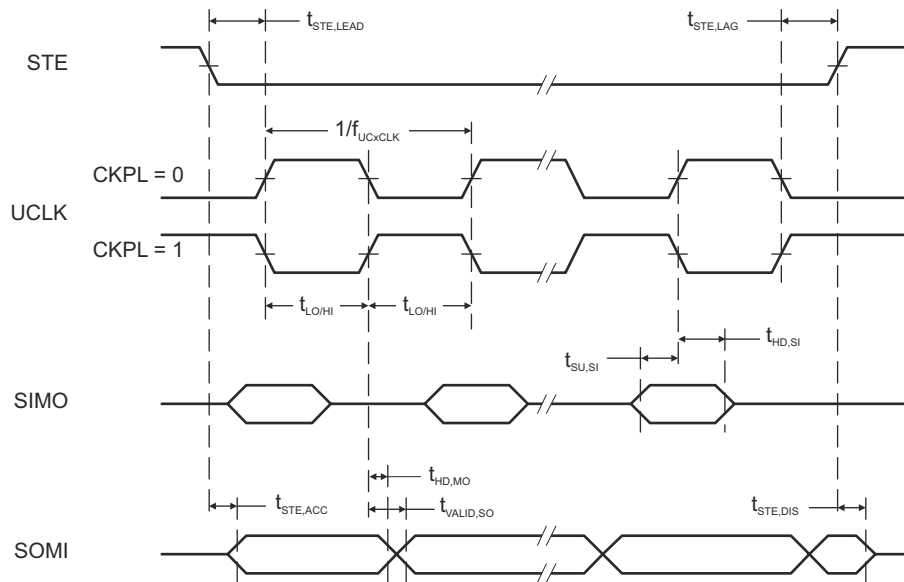 tSTE,LEAD
tSTE,LAG
STE
1/fUCxCLK
CKPL = 0
UCLK
CKPL = 1
tLO/HI
tLO/HI
tHD,SI
tSU,SI
SIMO
tHD,MO
tSTE,ACC
tVALID,SO
tSTE,DIS
SOMI